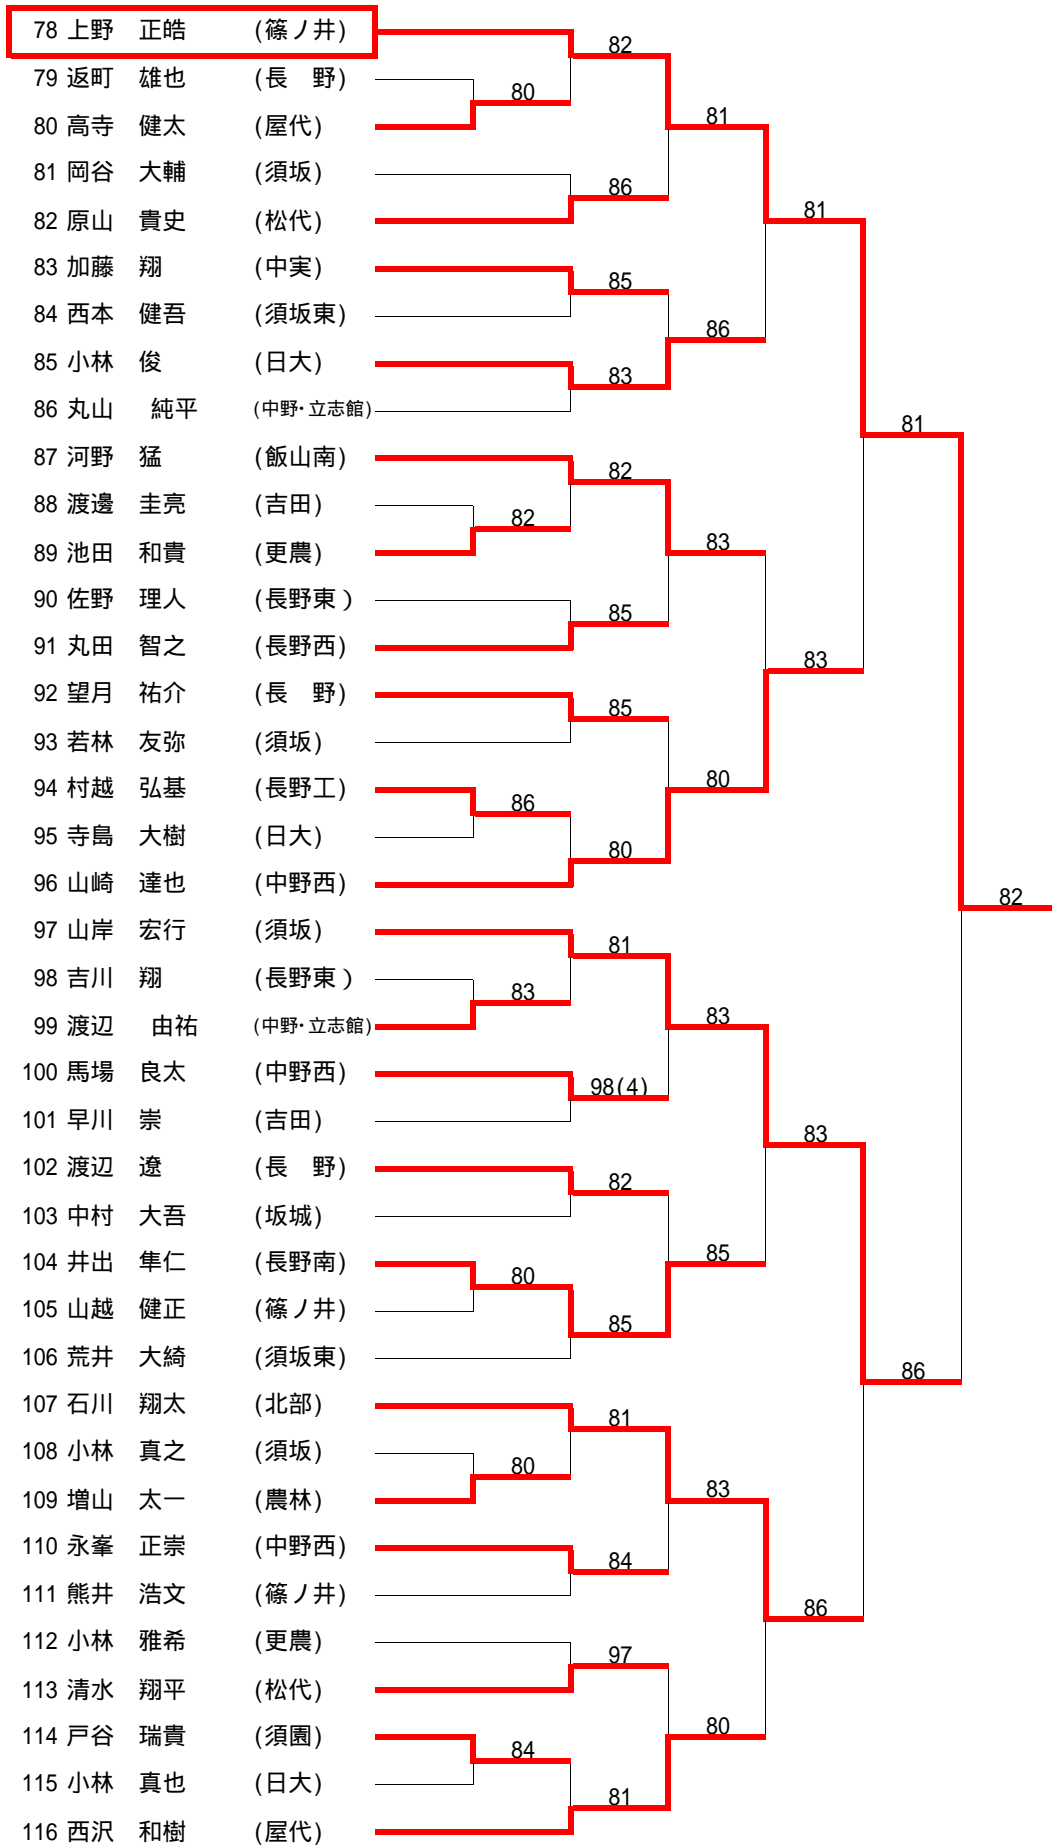 78 上野 正皓 (篠ノ井)
82
79 返町 雄也 (長 野)
80
80 高寺 健太 (屋代)
81
81 岡谷 大輔 (須坂)
86
82 原山 貴史 (松代)
81
83 加藤 翔 (中実)
85
84 西本 健吾 (須坂東)
86
85 小林 俊 (日大)
83
86 丸山 純平 (中野・立志館)
81
87 河野 猛 (飯山南)
82
88 渡邊 圭亮 (吉田)
82
89 池田 和貴 (更農)
83
90 佐野 理人 (長野東)
85
91 丸田 智之 (長野西)
83
92 望月 祐介 (長 野)
85
93 若林 友弥 (須坂)
80
94 村越 弘基 (長野工)
86
95 寺島 大樹 (日大)
80
96 山崎 達也 (中野西)
82
97 山岸 宏行 (須坂)
81
98 吉川 翔 (長野東)
83
99 渡辺 由祐 (中野・立志館)
83
100 馬場 良太 (中野西)
98(4)
101 早川 崇 (吉田)
83
102 渡辺 遼 (長 野)
82
103 中村 大吾 (坂城)
85
104 井出 隼仁 (長野南)
80
105 山越 健正 (篠ノ井)
85
106 荒井 大綺 (須坂東)
86
107 石川 翔太 (北部)
81
108 小林 真之 (須坂)
80
109 増山 太一 (農林)
83
110 永峯 正崇 (中野西)
84
111 熊井 浩文 (篠ノ井)
86
112 小林 雅希 (更農)
97
113 清水 翔平 (松代)
80
114 戸谷 瑞貴 (須園)
84
115 小林 真也 (日大)
81
116 西沢 和樹 (屋代)